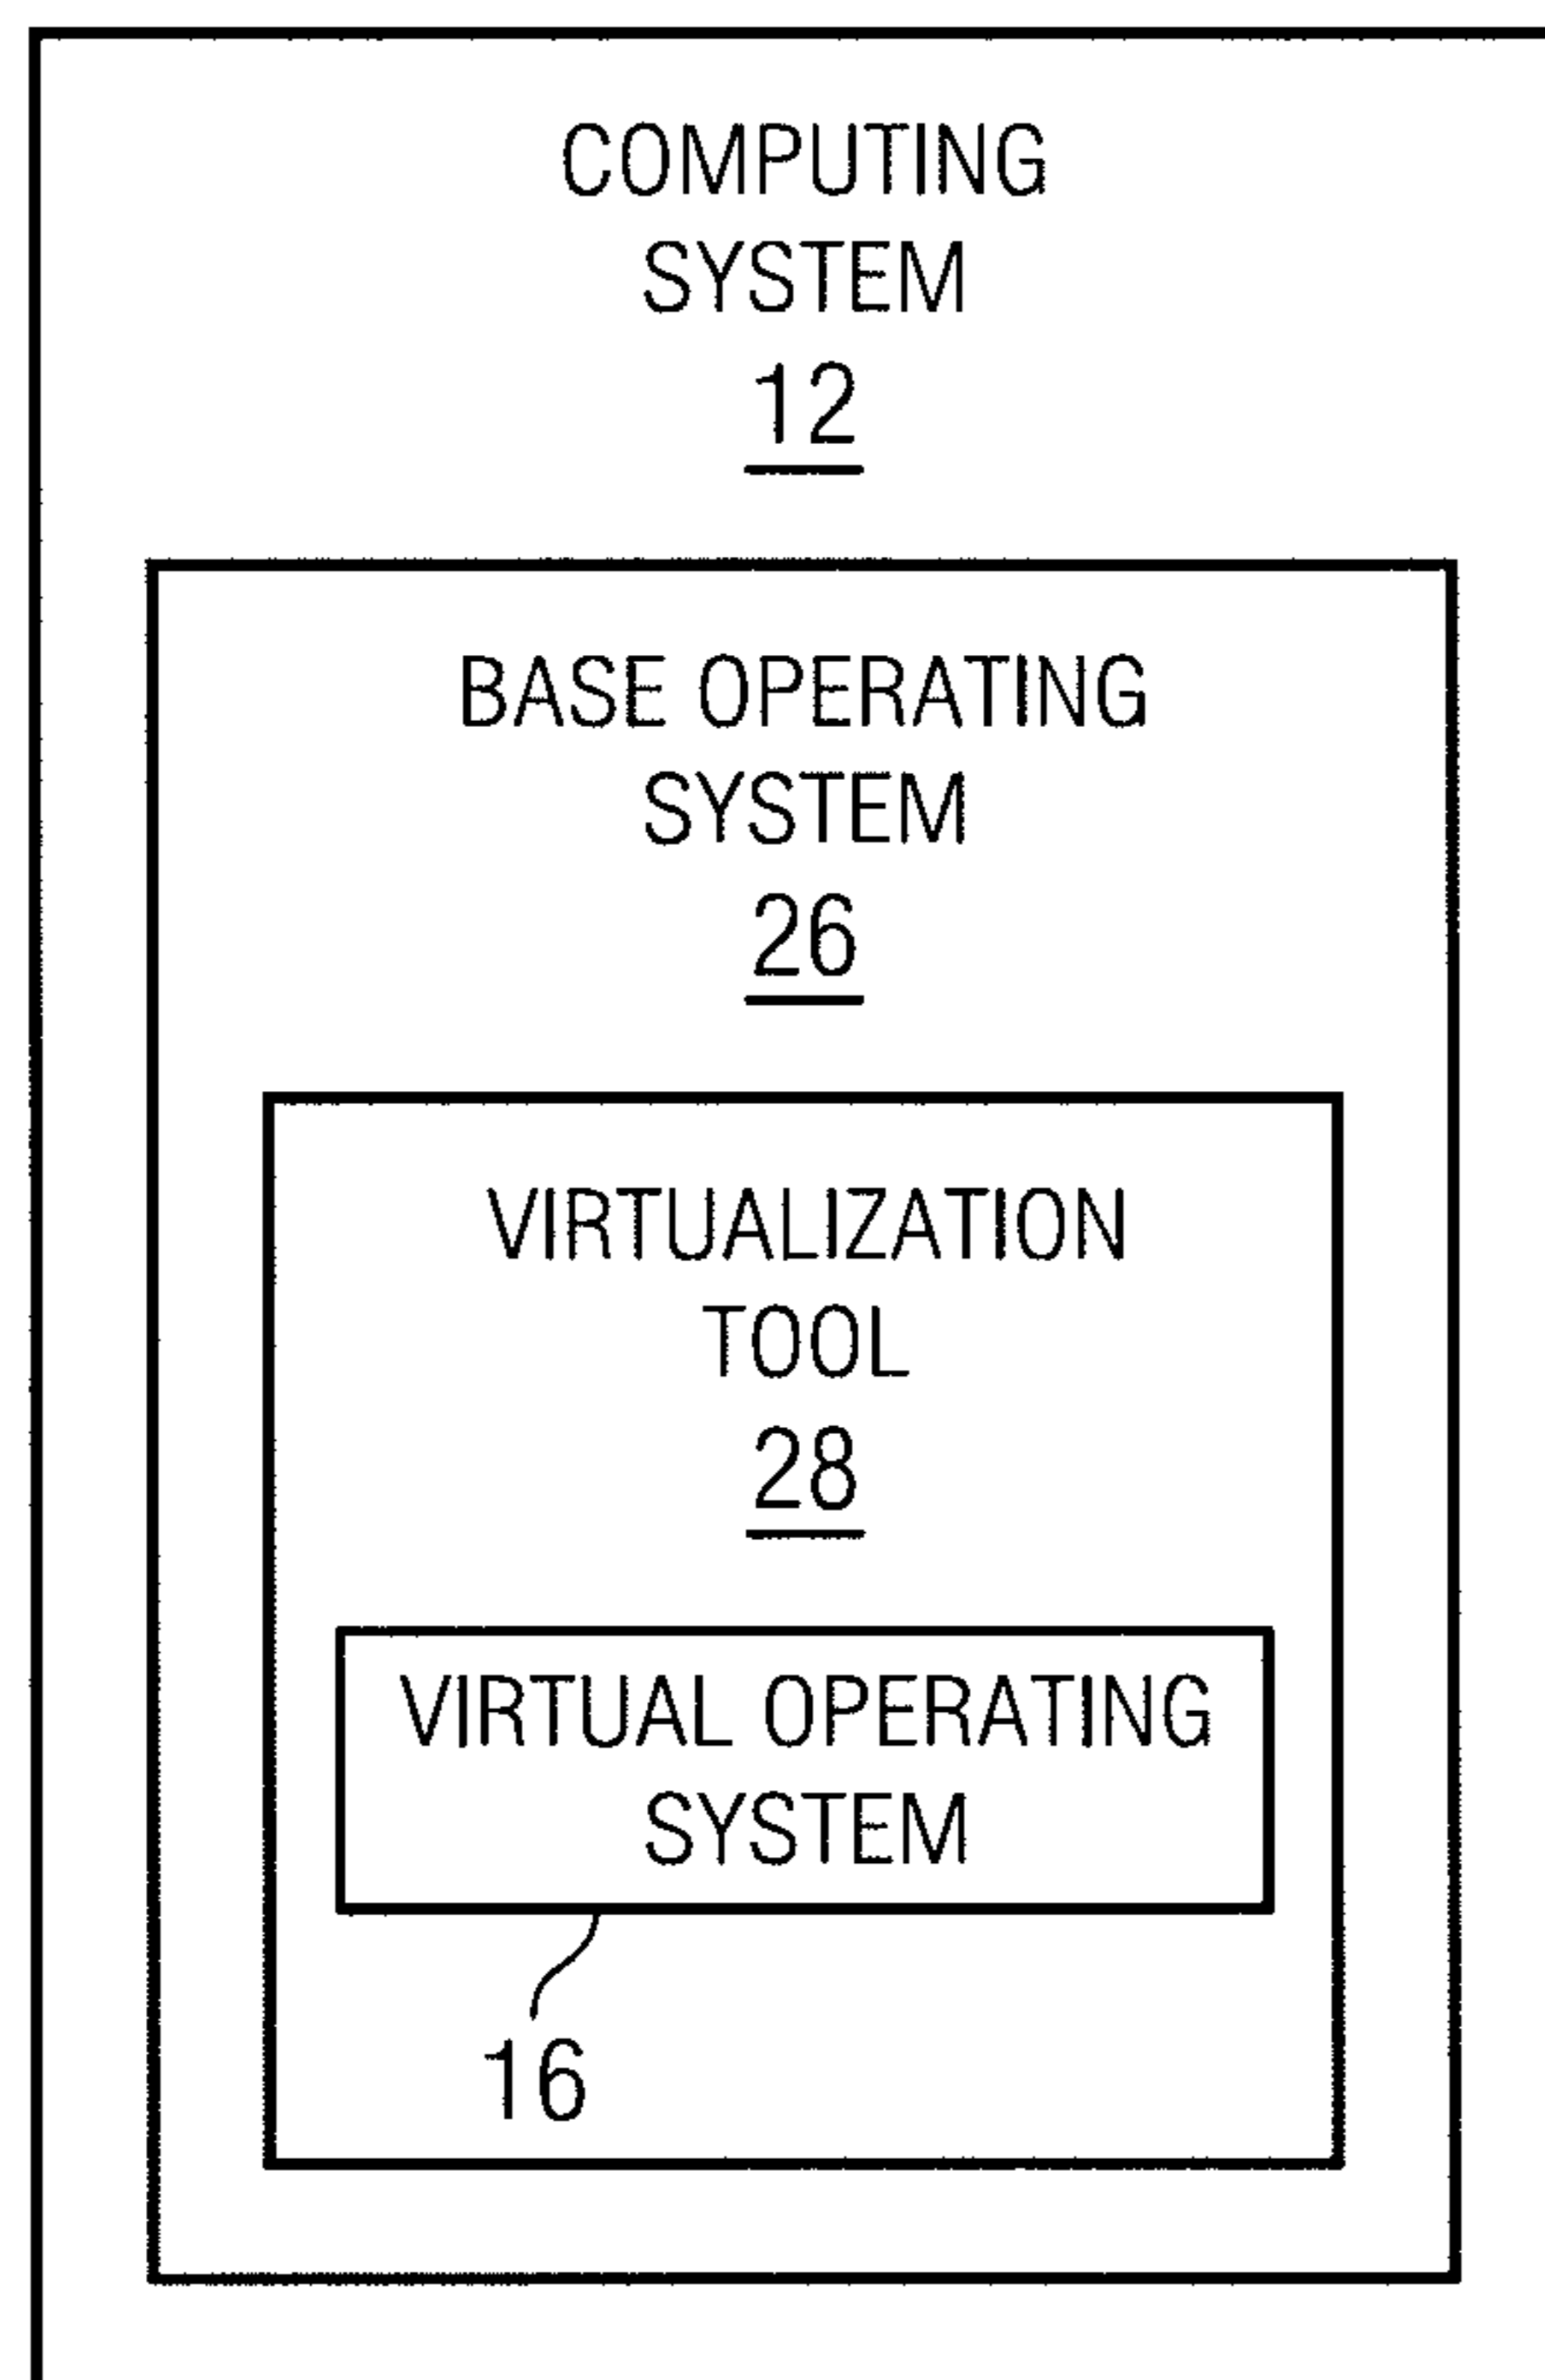 COMPUTING
SYSTEM
12
BASE OPERATING
SYSTEM
26
VIRTUALIZATION
TOOL
28
VIRTUAL OPERATING
SYSTEM
16